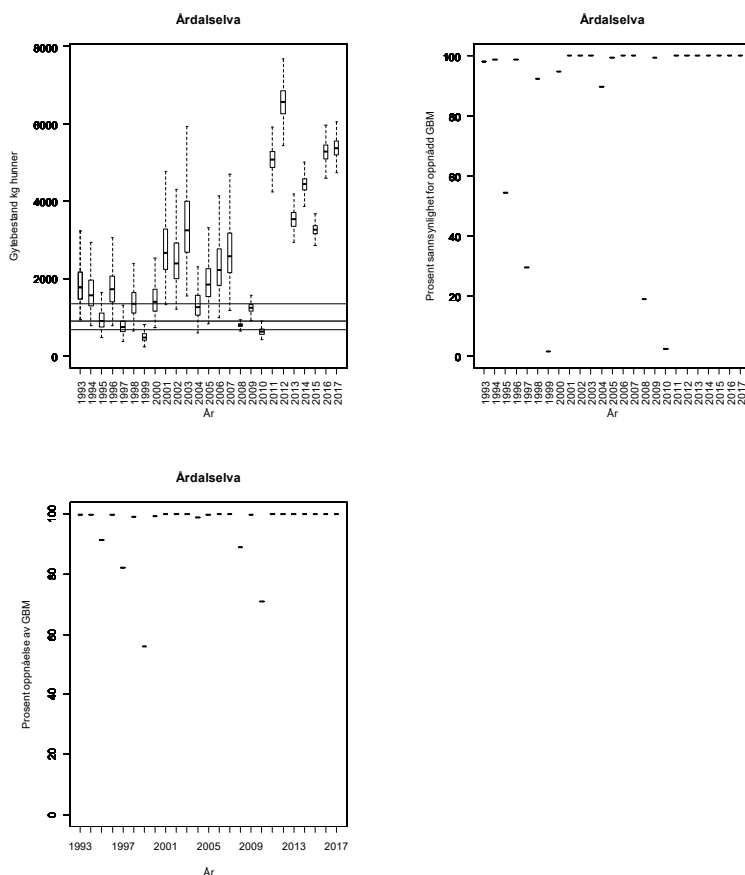 Årdalselva
Gytebestand kg hunner
8000
6000
4000
2000
0
1993 1994 1995 1996 1997 1998 1999 2000 2001 2002 2003 2004 2005 2006 2007 2008 2009 2010 2011 2012 2013 2014 2015 2016 2017
År
Årdalselva
Prosent sannsynlighet for oppnådd GBM
100
80
60
40
20
0
1993 1994 1995 1996 1997 1998 1999 2000 2001 2002 2003 2004 2005 2006 2007 2008 2009 2010 2011 2012 2013 2014 2015 2016 2017
År
Årdalselva
Prosent oppnåelse av GBM
100
80
60
40
20
0
1993 1997 2001 2005 2009 2013 2017
År